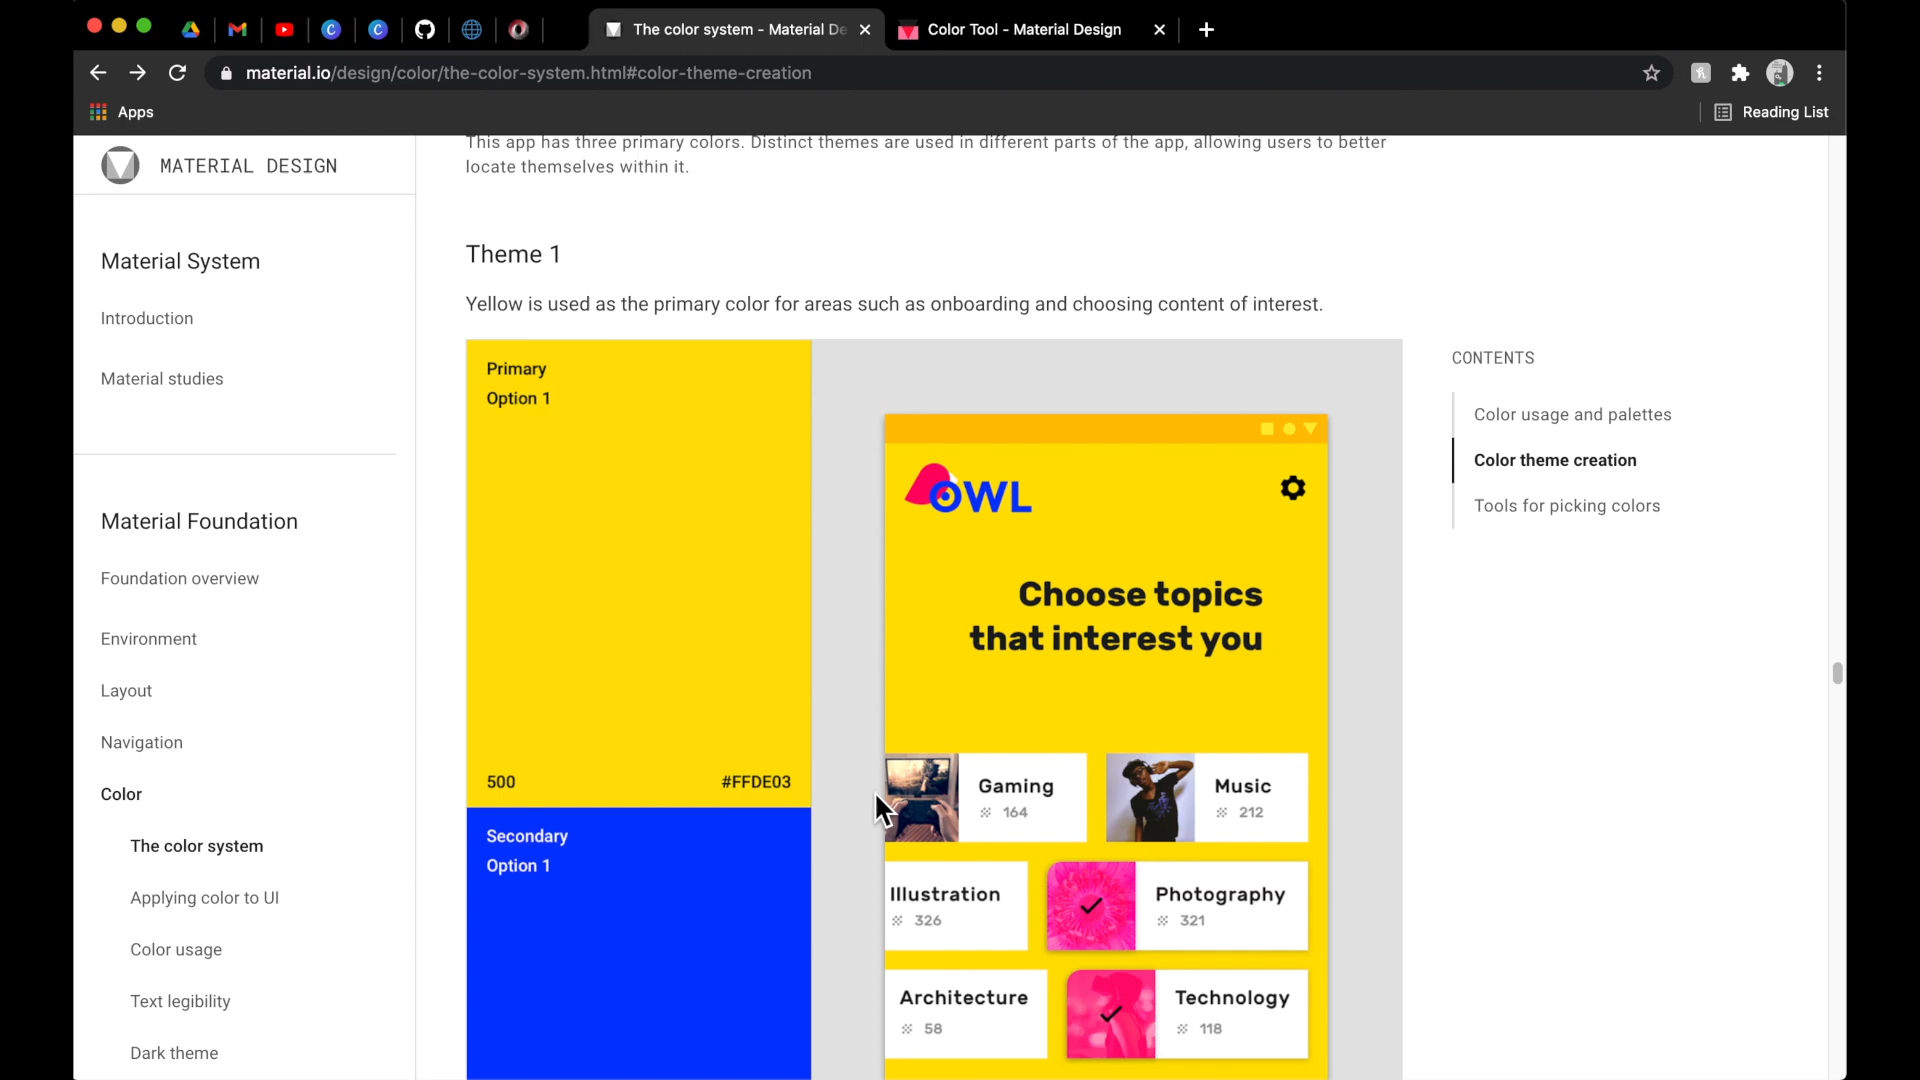 The color system - Material De
Color Tool - Material Design
material.io/design/color/the-color-system.html#color-theme-creation
Apps
Reading List
MATERIAL DESIGN
Material System
Introduction
Material studies
Material Foundation
Foundation overview
Environment
Layout
Navigation
Color
The color system
Applying color to UI
Color usage
Text legibility
Dark theme
This app has three primary colors. Distinct themes are used in different parts of the app, allowing users to better
locate themselves within it.
Theme 1
Yellow is used as the primary color for areas such as onboarding and choosing content of interest.
Primary
Option 1
500 #FFDE03
Secondary
Option 1
OWL
Choose topics
that interest you
Gaming
164
Music
212
Illustration
326
Photography
321
Architecture
58
Technology
118
CONTENTS
Color usage and palettes
Color theme creation
Tools for picking colors